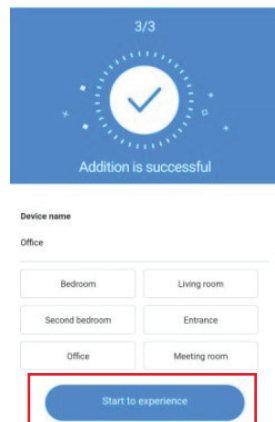 3/3
Addition is successful
Device name
Office
Bedroom Living room
Second bedroom Entrance
Office Meeting room
Start to experience